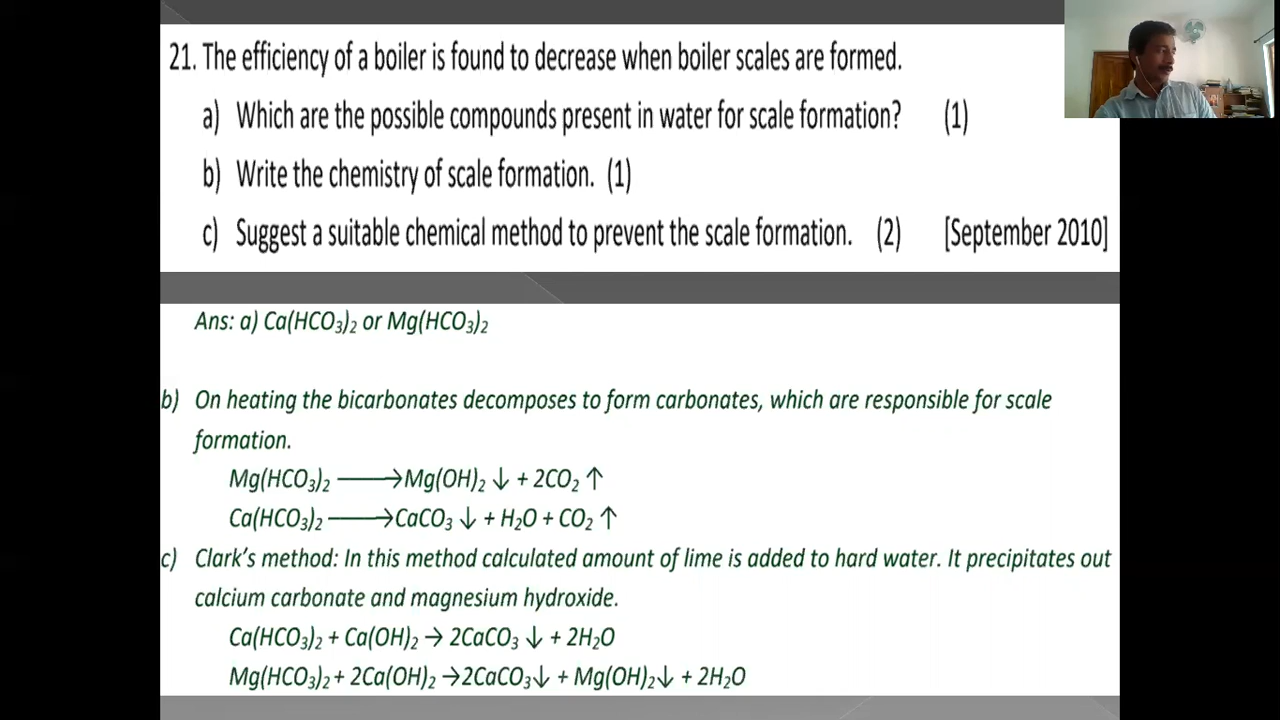 21. The efficiency of a boiler is found to decrease when boiler scales are formed.
a) Which are the possible compounds present in water for scale formation? (1)
b) Write the chemistry of scale formation. (1)
c) Suggest a suitable chemical method to prevent the scale formation. (2) [September 2010]
Ans: a) Ca(HCO₃)₂ or Mg(HCO₃)₂
b) On heating the bicarbonates decomposes to form carbonates, which are responsible for scale
formation.
Mg(HCO₃)₂ ⟶ Mg(OH)₂ ↓ + 2CO₂ ↑
Ca(HCO₃)₂ ⟶ CaCO₃ ↓ + H₂O + CO₂ ↑
c) Clark’s method: In this method calculated amount of lime is added to hard water. It precipitates out
calcium carbonate and magnesium hydroxide.
Ca(HCO₃)₂ + Ca(OH)₂ → 2CaCO₃ ↓ + 2H₂O
Mg(HCO₃)₂ + 2Ca(OH)₂ → 2CaCO₃↓ + Mg(OH)₂↓ + 2H₂O